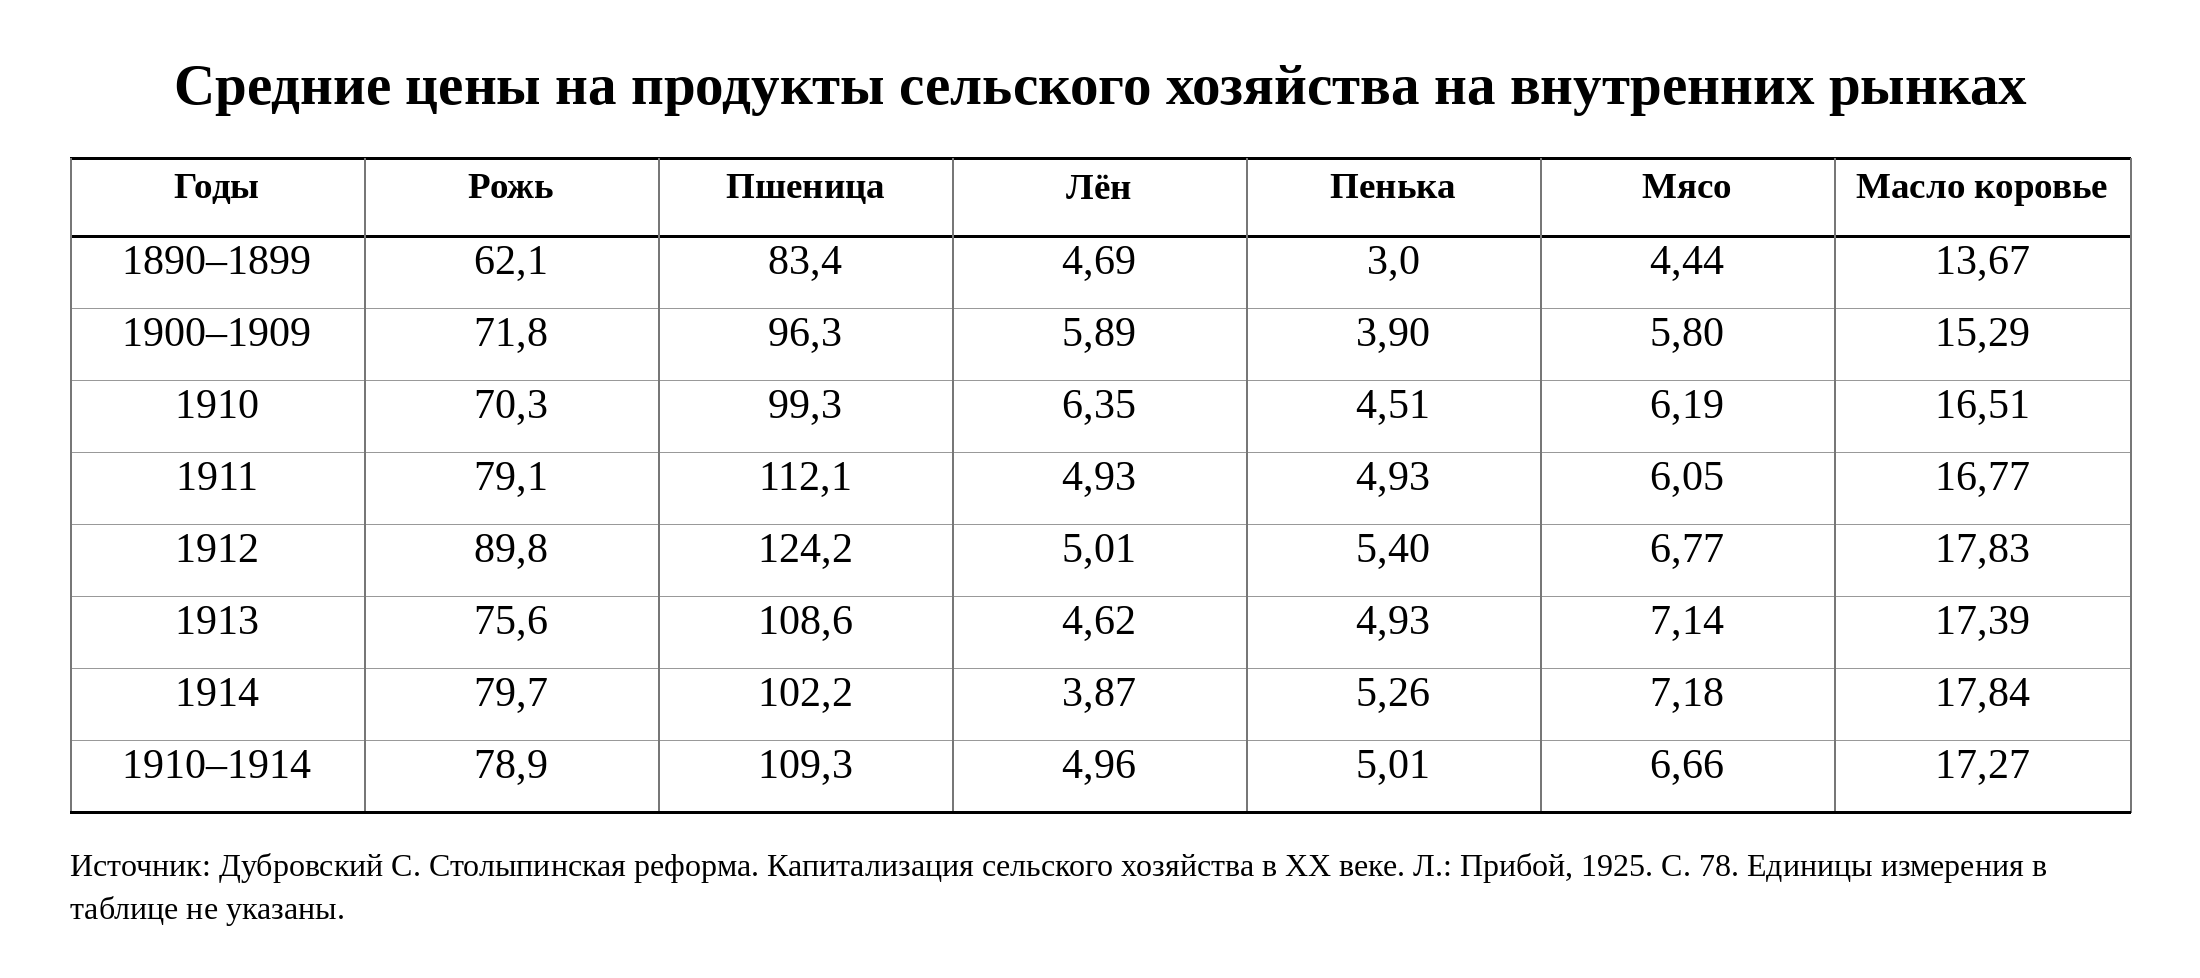 Средние цены на продукты сельского хозяйства на внутренних рынках
Годы Рожь Пшеница Лён Пенька Мясо Масло коровье
1890–1899 62,1 83,4 4,69 3,0 4,44 13,67
1900–1909 71,8 96,3 5,89 3,90 5,80 15,29
1910 70,3 99,3 6,35 4,51 6,19 16,51
1911 79,1 112,1 4,93 4,93 6,05 16,77
1912 89,8 124,2 5,01 5,40 6,77 17,83
1913 75,6 108,6 4,62 4,93 7,14 17,39
1914 79,7 102,2 3,87 5,26 7,18 17,84
1910–1914 78,9 109,3 4,96 5,01 6,66 17,27
Источник: Дубровский С. Столыпинская реформа. Капитализация сельского хозяйства в XX веке. Л.: Прибой, 1925. С. 78. Единицы измерения в
таблице не указаны.